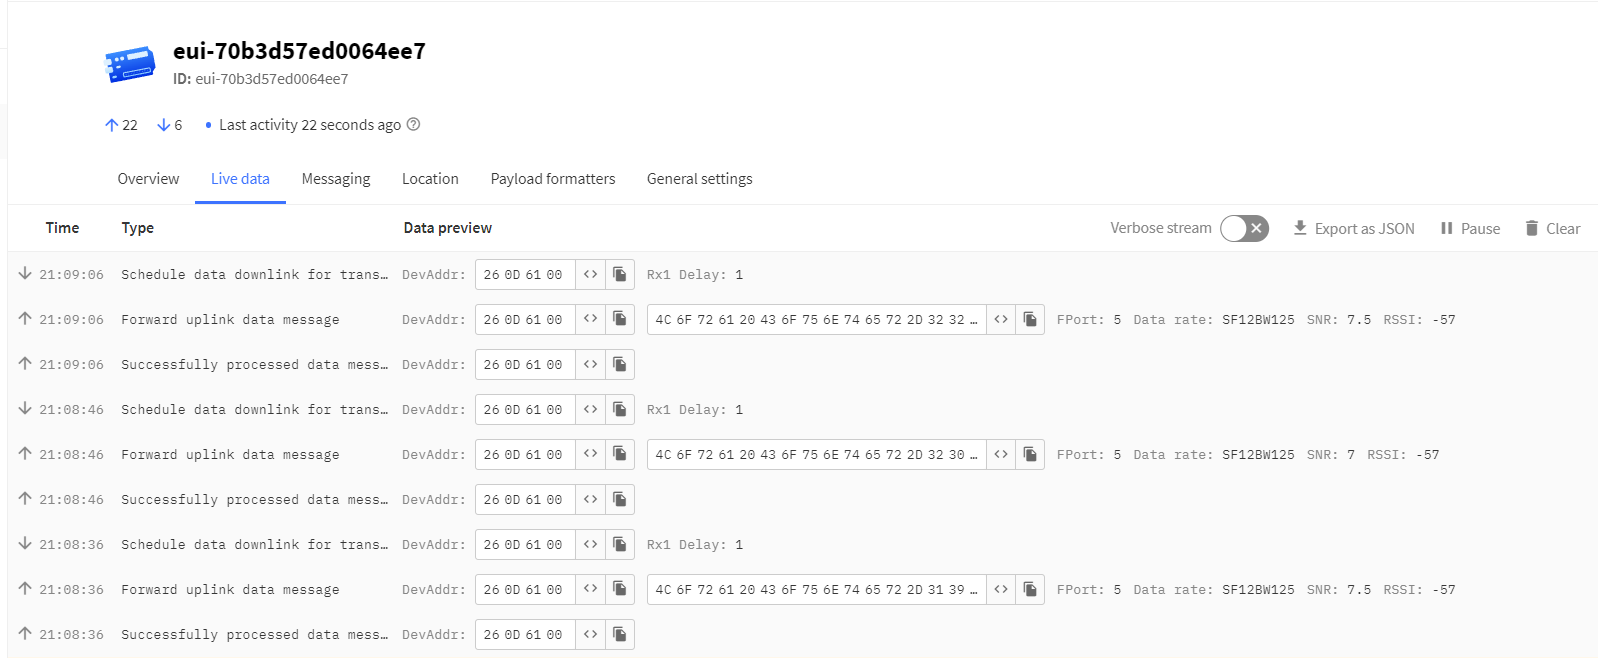 eui-70b3d57ed0064ee7
ID: eui-70b3d57ed0064ee7
22 6 • Last activity 22 seconds ago
Overview Live data Messaging Location Payload formatters General settings
Time Type Data preview Verbose stream Export as JSON Pause Clear
21:09:06 Schedule data downlink for trans… DevAddr: 26 0D 61 00 <> Rx1 Delay: 1
21:09:06 Forward uplink data message DevAddr: 26 0D 61 00 <> 4C 6F 72 61 20 43 6F 75 6E 74 65 72 2D 32 32 … <> FPort: 5 Data rate: SF12BW125 SNR: 7.5 RSSI: -57
21:09:06 Successfully processed data mess… DevAddr: 26 0D 61 00 <>
21:08:46 Schedule data downlink for trans… DevAddr: 26 0D 61 00 <> Rx1 Delay: 1
21:08:46 Forward uplink data message DevAddr: 26 0D 61 00 <> 4C 6F 72 61 20 43 6F 75 6E 74 65 72 2D 32 30 … <> FPort: 5 Data rate: SF12BW125 SNR: 7 RSSI: -57
21:08:46 Successfully processed data mess… DevAddr: 26 0D 61 00 <>
21:08:36 Schedule data downlink for trans… DevAddr: 26 0D 61 00 <> Rx1 Delay: 1
21:08:36 Forward uplink data message DevAddr: 26 0D 61 00 <> 4C 6F 72 61 20 43 6F 75 6E 74 65 72 2D 31 39 … <> FPort: 5 Data rate: SF12BW125 SNR: 7.5 RSSI: -57
21:08:36 Successfully processed data mess… DevAddr: 26 0D 61 00 <>